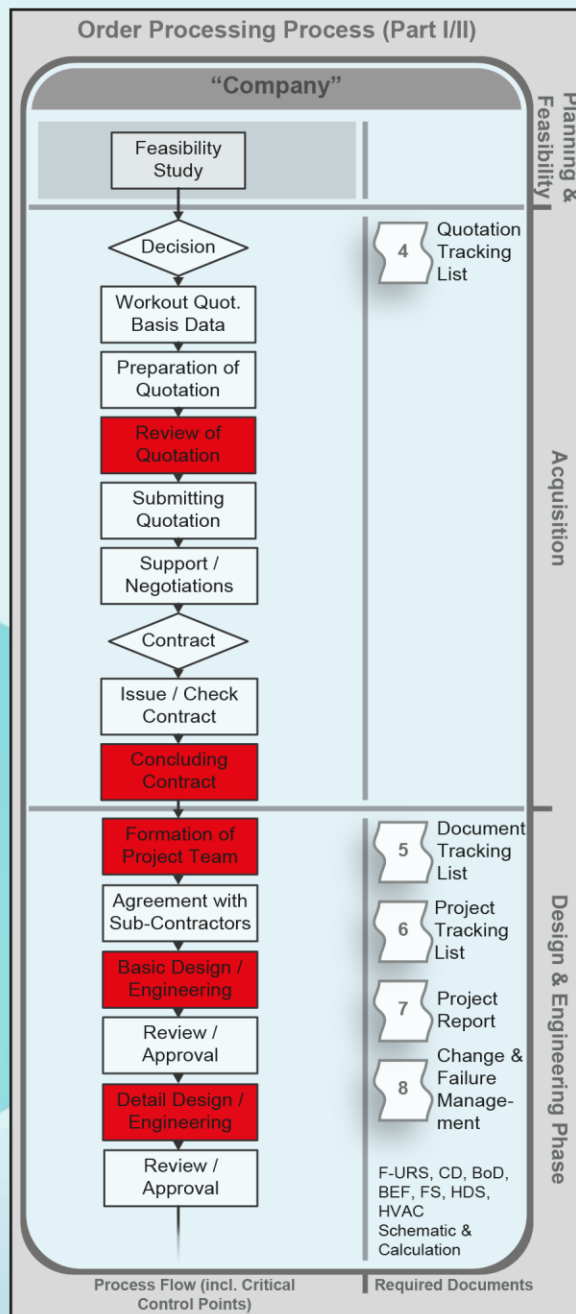 Order Processing Process (Part I/II)
“Company”
Planning &
Feasibility
Feasibility
Study
Decision
4
Quotation
Tracking
List
Workout Quot.
Basis Data
Preparation of
Quotation
Review of
Quotation
Submitting
Quotation
Support /
Negotiations
Contract
Issue / Check
Contract
Concluding
Contract
Acquisition
Formation of
Project Team
Agreement with
Sub-Contractors
Basic Design /
Engineering
Review /
Approval
Detail Design /
Engineering
Review /
Approval
5
Document
Tracking
List
6
Project
Tracking
List
7
Project
Report
8
Change &
Failure
Manage-
ment
F-URS, CD, BoD,
BEF, FS, HDS,
HVAC
Schematic &
Calculation
Design & Engineering Phase
Process Flow (incl. Critical
Control Points)
Required Documents